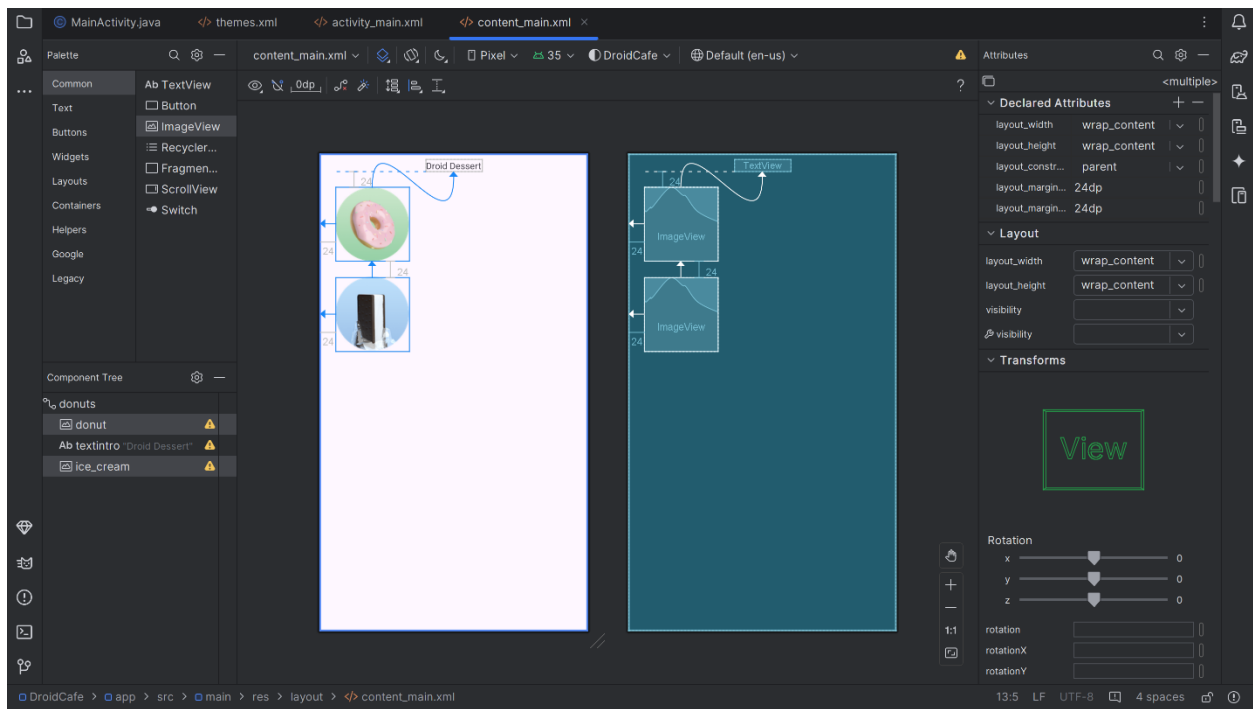 MainActivity.java
themes.xml
activity_main.xml
content_main.xml
Palette
content_main.xml
Pixel
35
DroidCafe
Default (en-us)
Attributes
Common
Text
Buttons
Widgets
Layouts
Containers
Helpers
Google
Legacy
Ab TextView
Button
ImageView
Recycler...
Fragmen...
ScrollView
Switch
0dp
?
<multiple>
Declared Attributes
layout_width wrap_content
layout_height wrap_content
layout_constr... parent
layout_margin... 24dp
layout_margin... 24dp
Layout
layout_width wrap_content
layout_height wrap_content
visibility
visibility
Transforms
View
Rotation
x 0
y 0
z 0
rotation
rotationX
rotationY
Droid Dessert
24
24
24
24
TextView
24
ImageView
24
24
ImageView
24
1:1
Component Tree
donuts
donut
Ab textintro "Droid Dessert"
ice_cream
DroidCafe > app > src > main > res > layout > content_main.xml
13:5 LF UTF-8 4 spaces